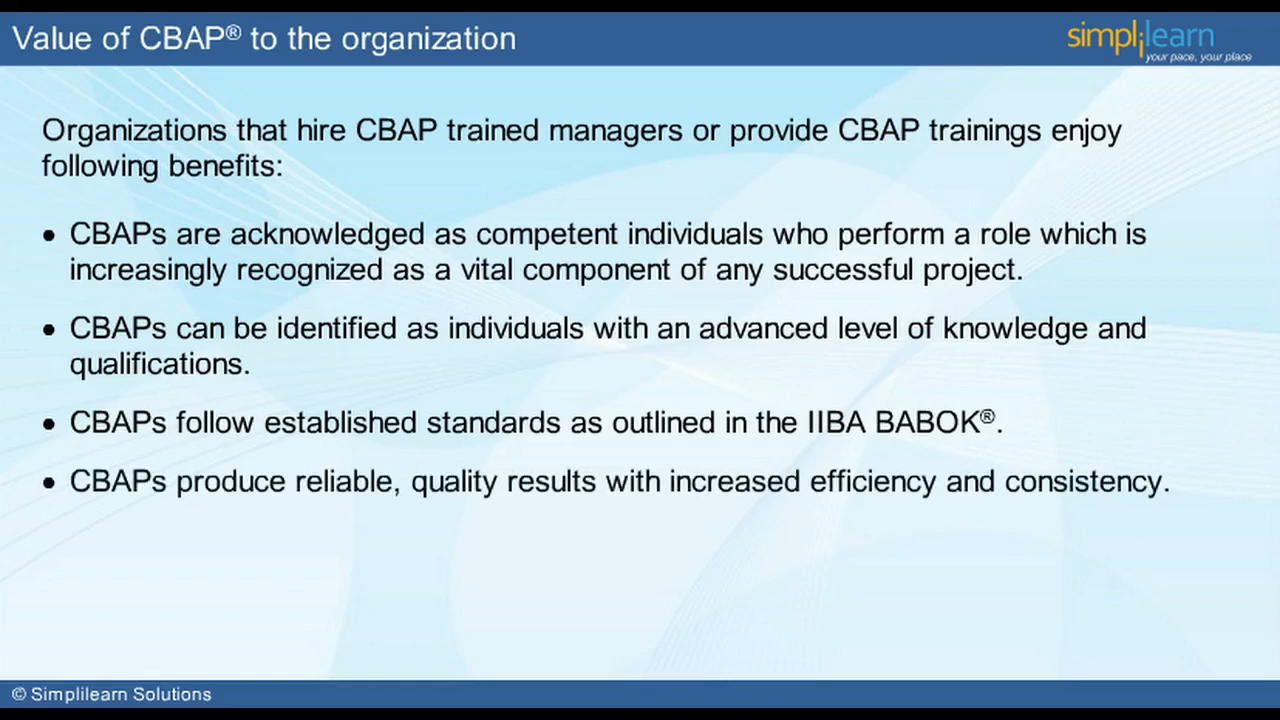 Value of CBAP® to the organization
simplilearn
your pace, your place
Organizations that hire CBAP trained managers or provide CBAP trainings enjoy
following benefits:
• CBAPs are acknowledged as competent individuals who perform a role which is
increasingly recognized as a vital component of any successful project.
• CBAPs can be identified as individuals with an advanced level of knowledge and
qualifications.
• CBAPs follow established standards as outlined in the IIBA BABOK®.
• CBAPs produce reliable, quality results with increased efficiency and consistency.
© Simplilearn Solutions